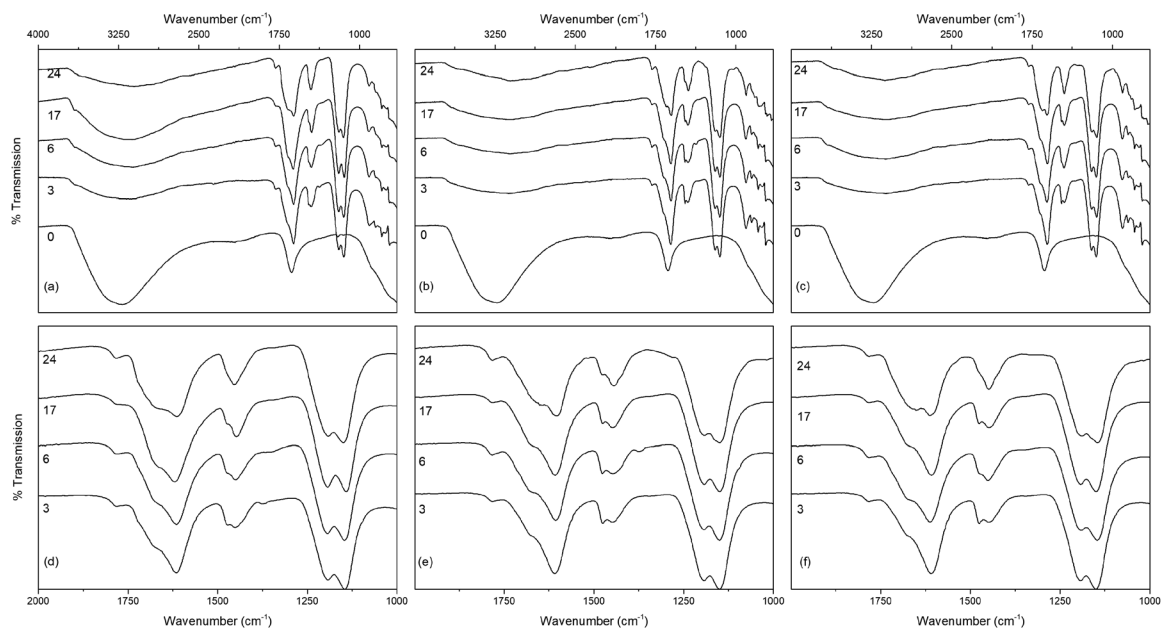 Wavenumber (cm⁻¹) Wavenumber (cm⁻¹) Wavenumber (cm⁻¹)
4000 3250 2500 1750 1000 3250 2500 1750 1000 3250 2500 1750 1000
% Transmission
24 24 24
17 17 17
6 6 6
3 3 3
0 0 0
(a) (b) (c)
% Transmission
24 24 24
17 17 17
6 6 6
3 3 3
(d) (e) (f)
2000 1750 1500 1250 1000 1750 1500 1250 1000 1750 1500 1250 1000
Wavenumber (cm⁻¹) Wavenumber (cm⁻¹) Wavenumber (cm⁻¹)